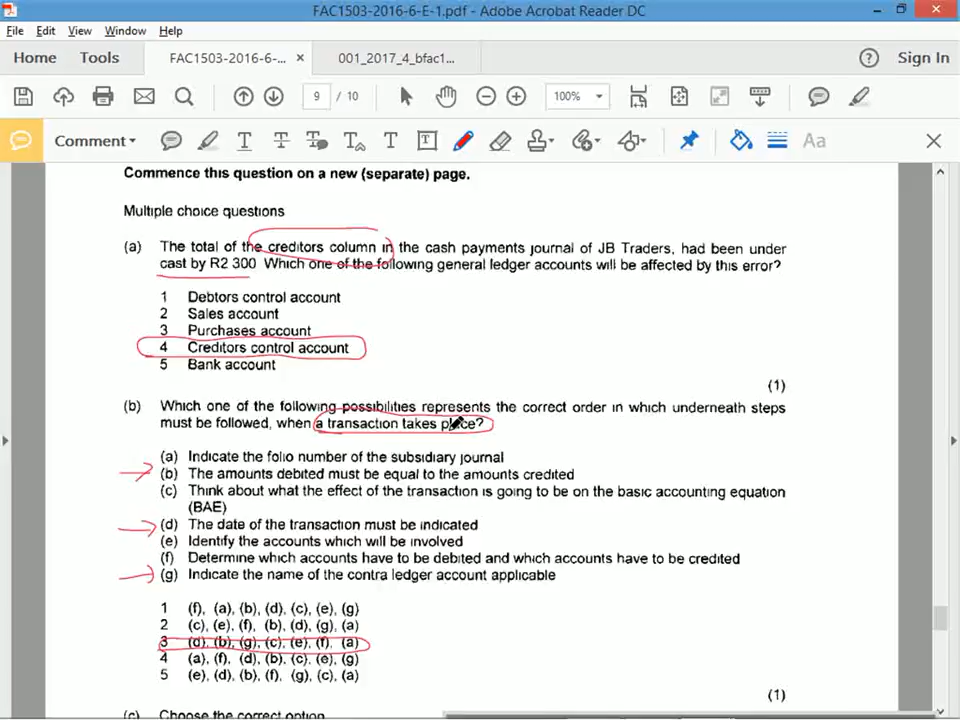 FAC1503-2016-6-E-1.pdf - Adobe Acrobat Reader DC
File Edit View Window Help
Home Tools FAC1503-2016-6-... × 001_2017_4_bfac1... Sign In
9 / 10 100%
Comment
Commence this question on a new (separate) page.
Multiple choice questions
(a) The total of the creditors column in the cash payments journal of JB Traders, had been under
cast by R2 300 Which one of the following general ledger accounts will be affected by this error?
1 Debtors control account
2 Sales account
3 Purchases account
4 Creditors control account
5 Bank account
(1)
(b) Which one of the following possibilities represents the correct order in which underneath steps
must be followed, when a transaction takes place?
(a) Indicate the folio number of the subsidiary journal
(b) The amounts debited must be equal to the amounts credited
(c) Think about what the effect of the transaction is going to be on the basic accounting equation
(BAE)
(d) The date of the transaction must be indicated
(e) Identify the accounts which will be involved
(f) Determine which accounts have to be debited and which accounts have to be credited
(g) Indicate the name of the contra ledger account applicable
1 (f), (a), (b), (d), (c), (e), (g)
2 (c), (e), (f), (b), (d), (g), (a)
3 (d), (b), (g), (c), (e), (f), (a)
4 (a), (f), (d), (b), (c), (e), (g)
5 (e), (d), (b), (f), (g), (c), (a)
(1)
(c) Choose the correct option